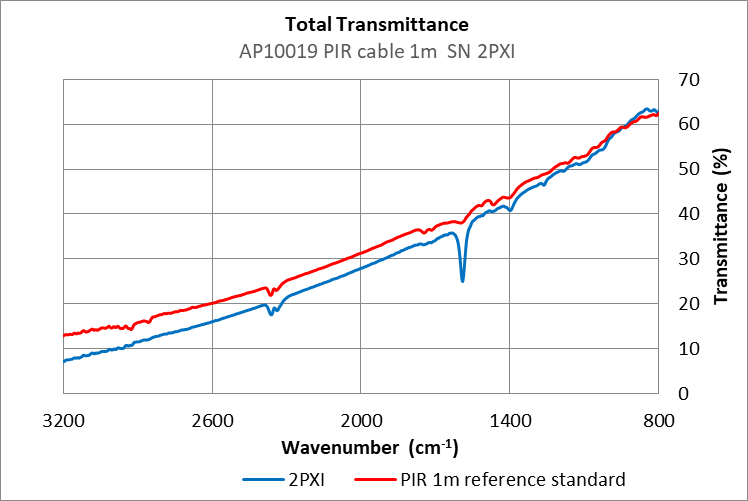 Total Transmittance
AP10019 PIR cable 1m  SN 2PXI
70
60
50
40
30
20
10
0
Transmittance (%)
3200 2600 2000 1400 800
Wavenumber (cm-1)
2PXI PIR 1m reference standard